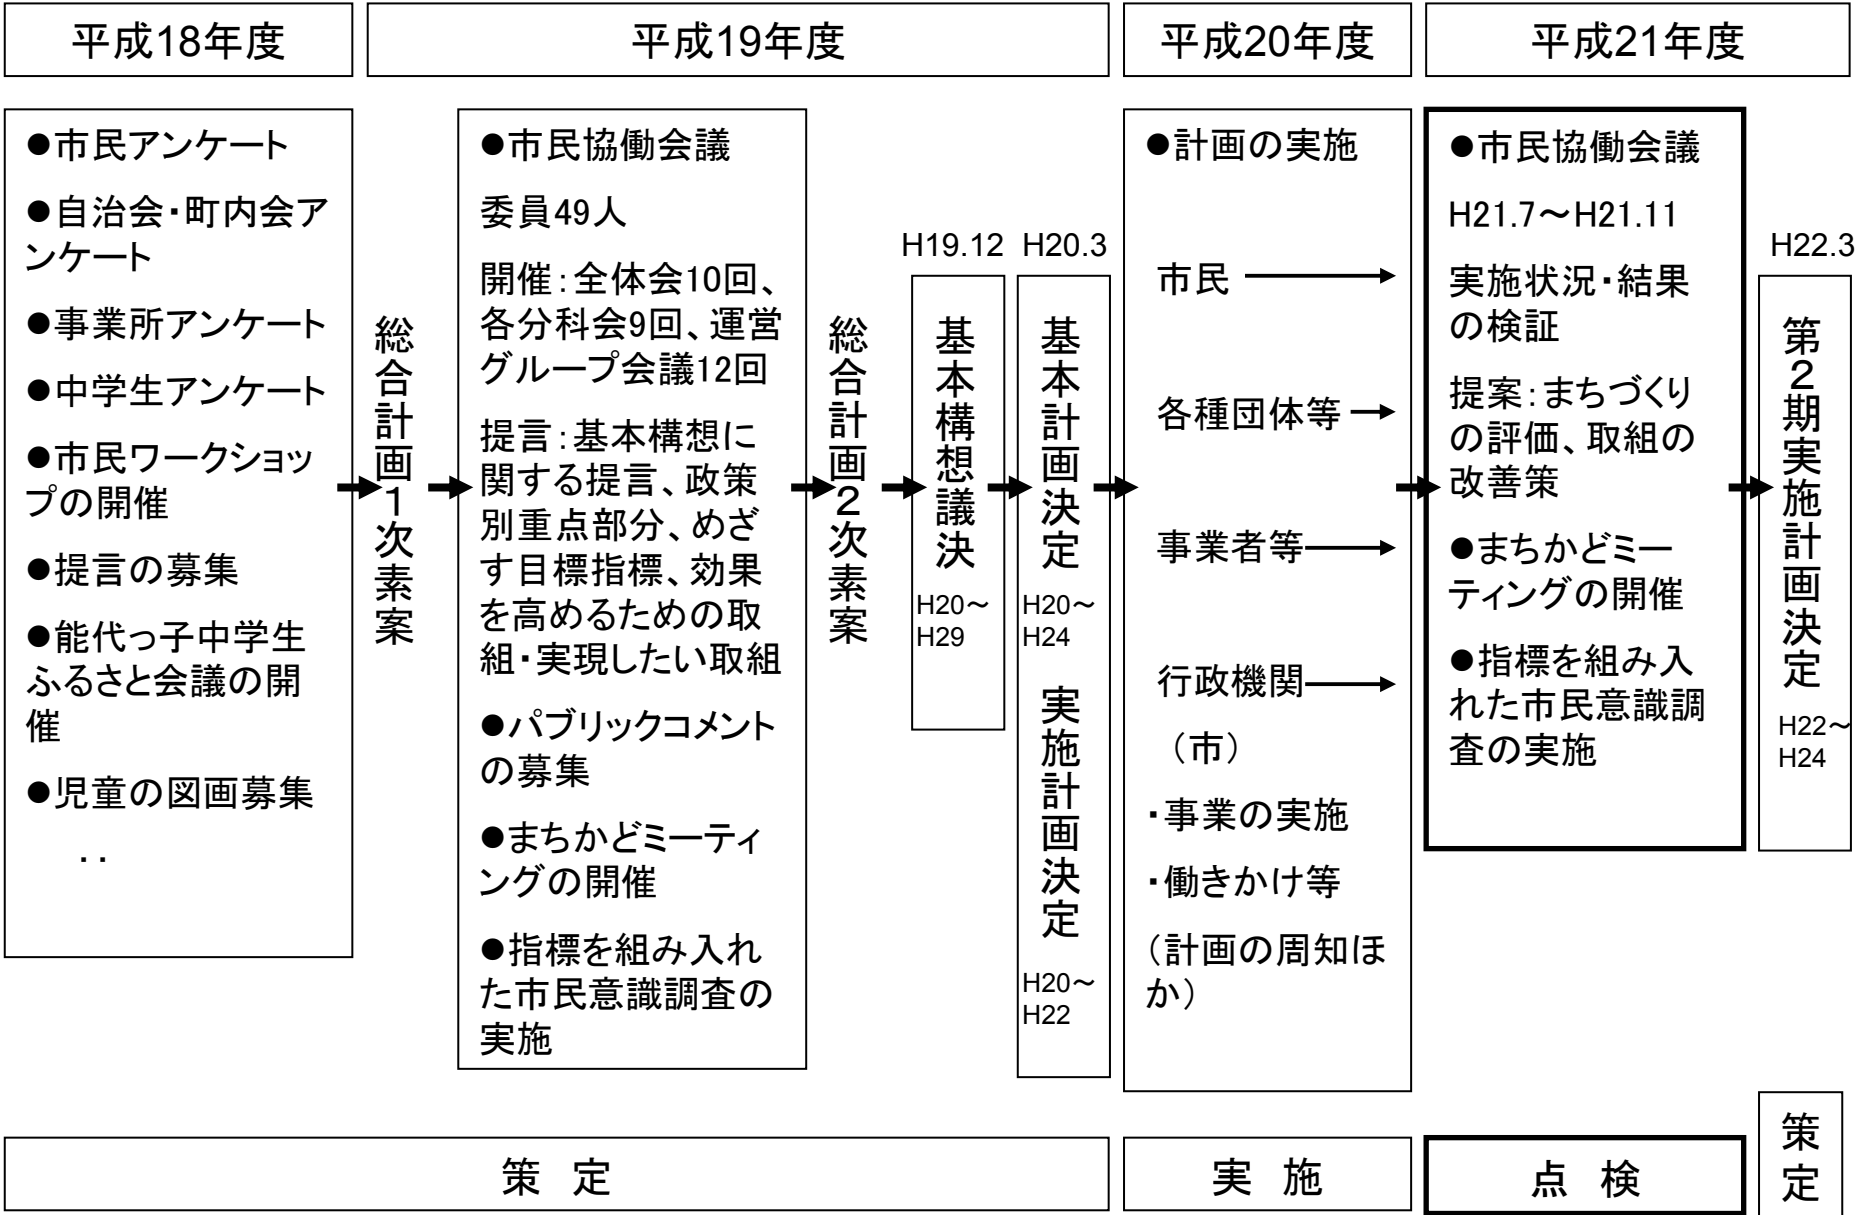 平成18年度
平成19年度
平成20年度
平成21年度
●市民アンケート
●自治会・町内会ア
ンケート
●事業所アンケート
●中学生アンケート
●市民ワークショッ
プの開催
●提言の募集
●能代っ子中学生
ふるさと会議の開
催
●児童の図画募集
・・
総合計画1次素案
●市民協働会議
委員49人
開催：全体会10回、
各分科会9回、運営
グループ会議12回
提言：基本構想に
関する提言、政策
別重点部分、めざ
す目標指標、効果
を高めるための取
組・実現したい取組
●パブリックコメント
の募集
●まちかどミーティ
ングの開催
●指標を組み入れ
た市民意識調査の
実施
総合計画2次素案
H19.12
基本構想議決
H20～
H29
H20.3
基本計画決定
H20～
H24
実施計画決定
H20～
H22
●計画の実施
市民
各種団体等
事業者等
行政機関
（市）
・事業の実施
・働きかけ等
（計画の周知ほ
か）
●市民協働会議
H21.7～H21.11
実施状況・結果
の検証
提案：まちづくり
の評価、取組の
改善策
●まちかどミー
ティングの開催
●指標を組み入
れた市民意識調
査の実施
H22.3
第2期実施計画決定
H22～
H24
策 定
実 施
点 検
策定